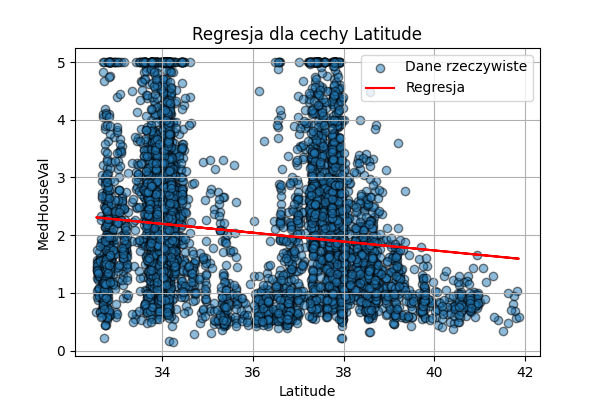 Regresja dla cechy Latitude
Dane rzeczywiste
Regresja
MedHouseVal
5
4
3
2
1
0
34
36
38
40
42
Latitude